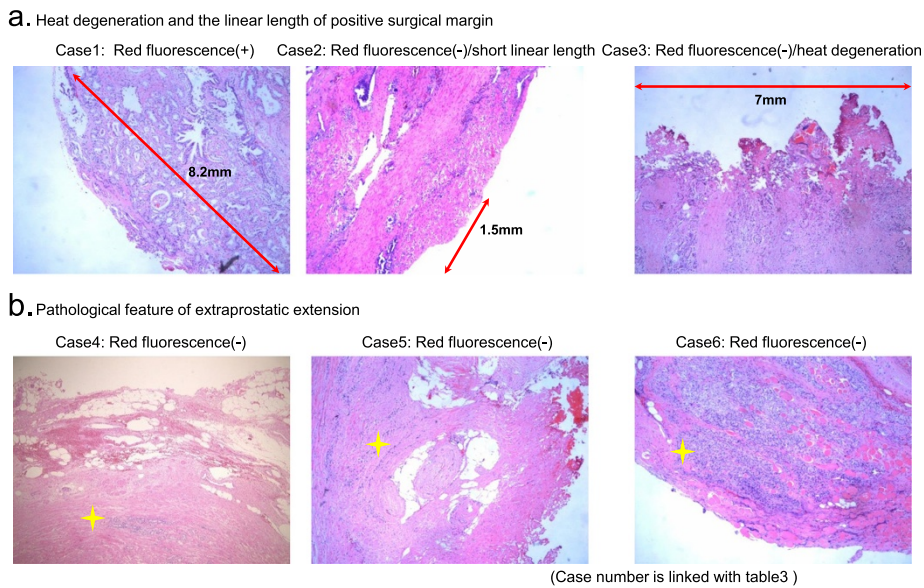 a. Heat degeneration and the linear length of positive surgical margin
Case1: Red fluorescence(+)
Case2: Red fluorescence(-)/short linear length
Case3: Red fluorescence(-)/heat degeneration
8.2mm
1.5mm
7mm
b. Pathological feature of extraprostatic extension
Case4: Red fluorescence(-)
Case5: Red fluorescence(-)
Case6: Red fluorescence(-)
(Case number is linked with table3 )